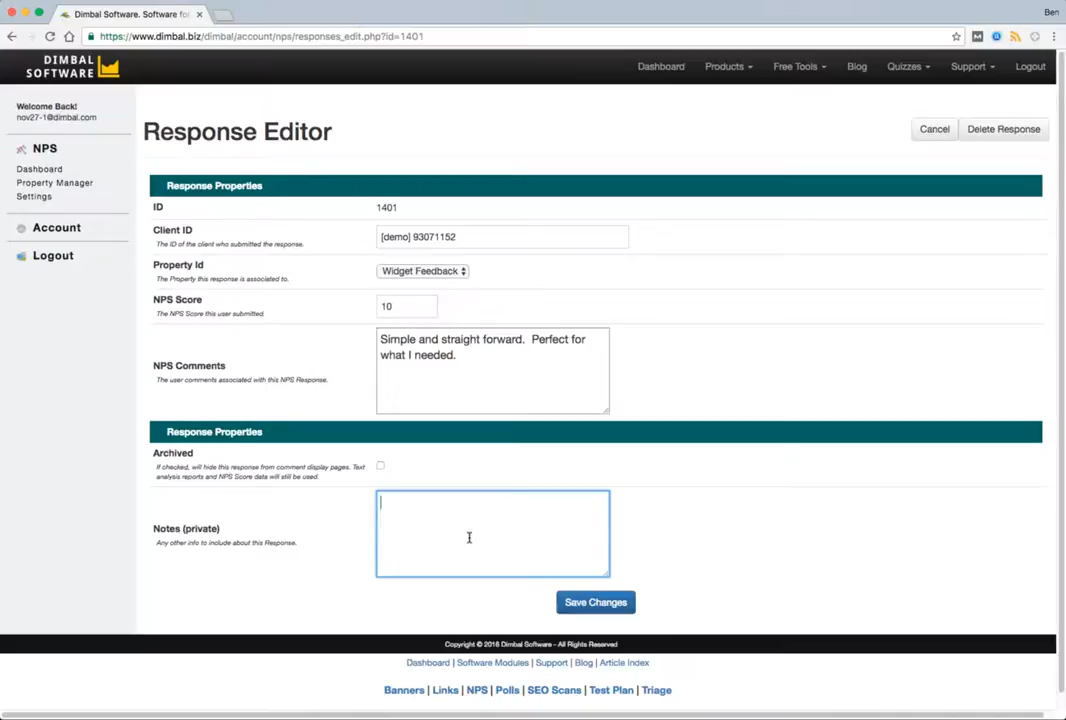 Dimbal Software. Software for
Ben
https://www.dimbal.biz/dimbal/account/nps/responses_edit.php?id=1401
DIMBAL
SOFTWARE
Dashboard
Products
Free Tools
Blog
Quizzes
Support
Logout
Welcome Back!
nov27-1@dimbal.com
NPS
Dashboard
Property Manager
Settings
Account
Logout
Response Editor
Cancel
Delete Response
Response Properties
ID
1401
Client ID
The ID of the client who submitted the response.
[demo] 93071152
Property Id
The Property this response is associated to.
Widget Feedback
NPS Score
The NPS Score this user submitted.
10
NPS Comments
The user comments associated with this NPS Response.
Simple and straight forward. Perfect for
what I needed.
Response Properties
Archived
If checked, will hide this response from comment display pages. Text
analysis reports and NPS Score data will still be used.
Notes (private)
Any other info to include about this Response.
Save Changes
Copyright © 2016 Dimbal Software - All Rights Reserved
Dashboard | Software Modules | Support | Blog | Article Index
Banners | Links | NPS | Polls | SEO Scans | Test Plan | Triage